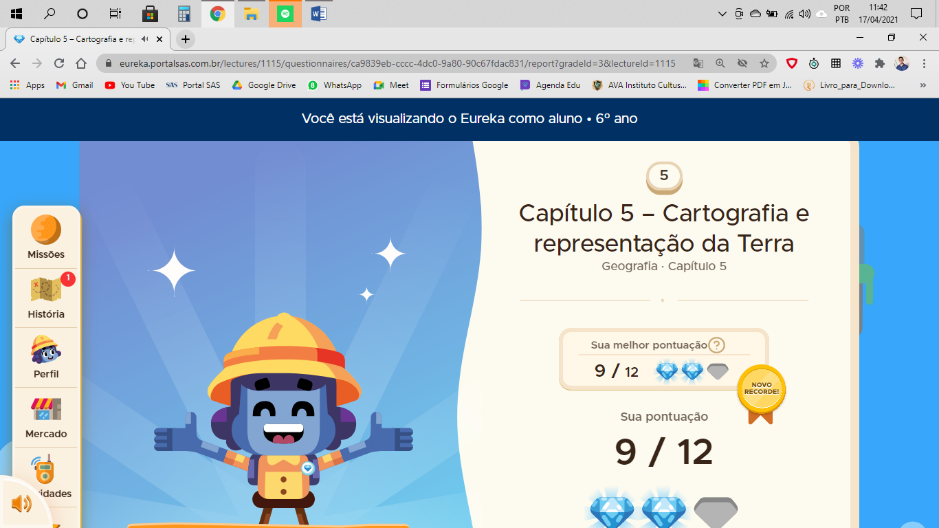 11:42
POR
PTB
17/04/2021
Capítulo 5 – Cartografia e rep
eureka.portalsas.com.br/lectures/1115/questionnaires/ca9839eb-cccc-4dc0-9a80-90c67fdac831/report?gradeId=3&lectureId=1115
Apps Gmail You Tube SAS Portal SAS Google Drive WhatsApp Meet Formulários Google Agenda Edu AVA Instituto Cultus... Converter PDF em J... Livro_para_Downlo... »
Você está visualizando o Eureka como aluno • 6º ano
5
Capítulo 5 – Cartografia e
representação da Terra
Geografia · Capítulo 5
Missões
1
História
Perfil
Mercado
idades
Sua melhor pontuação ?
9 / 12
NOVO
RECORDE!
Sua pontuação
9 / 12